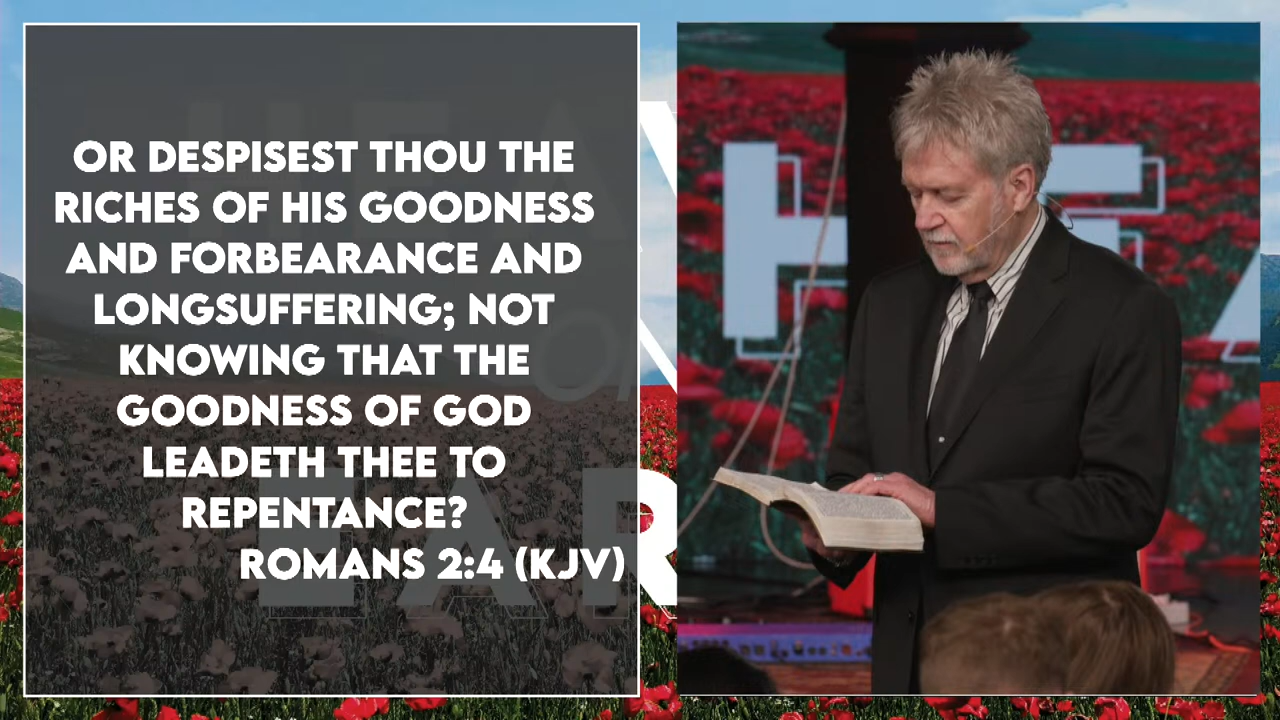 OR DESPISEST THOU THE
RICHES OF HIS GOODNESS
AND FORBEARANCE AND
LONGSUFFERING; NOT
KNOWING THAT THE
GOODNESS OF GOD
LEADETH THEE TO
REPENTANCE?
ROMANS 2:4 (KJV)